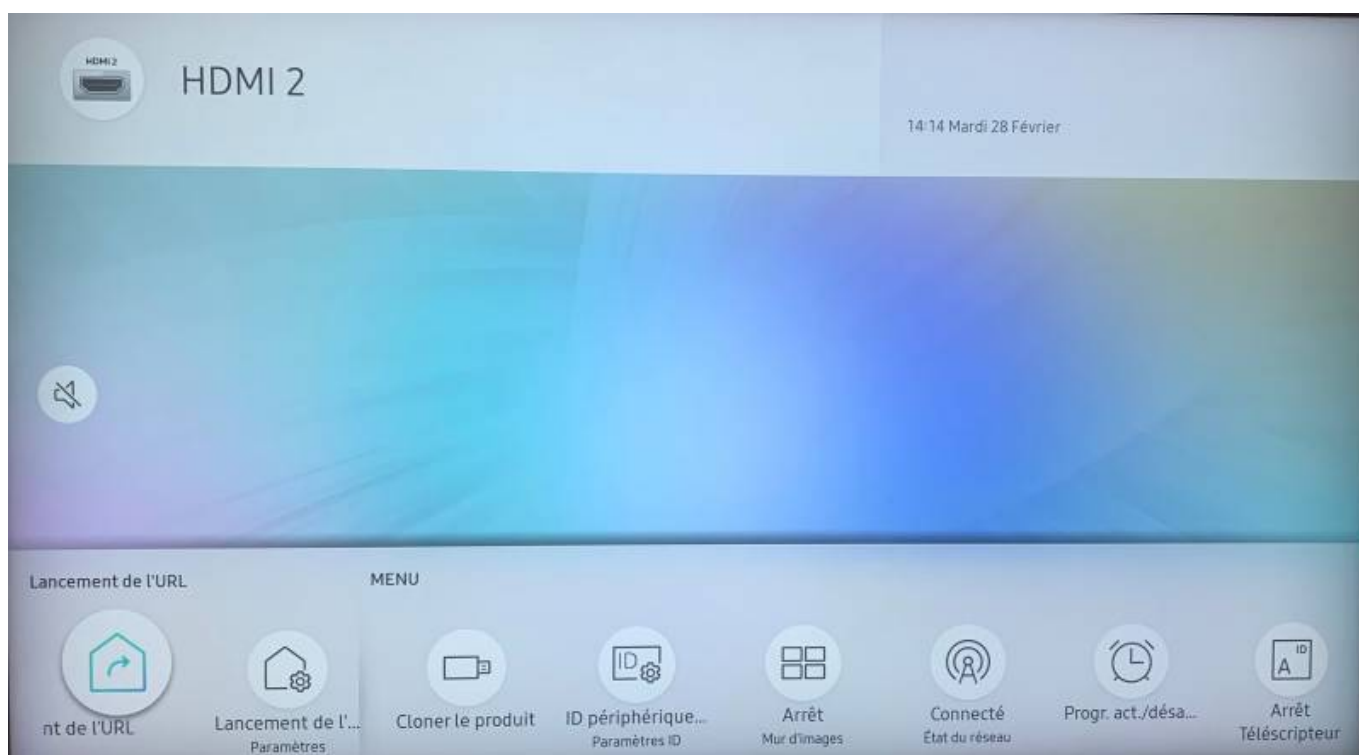 HDMI 2
HDMI 2
14:14 Mardi 28 Février
Lancement de l'URL
MENU
nt de l'URL
Lancement de l'...
Paramètres
Cloner le produit
ID
ID périphérique...
Paramètres ID
Arrêt
Mur d'images
Connecté
État du réseau
Progr. act./désa...
A ID
Arrêt
Téléscripteur